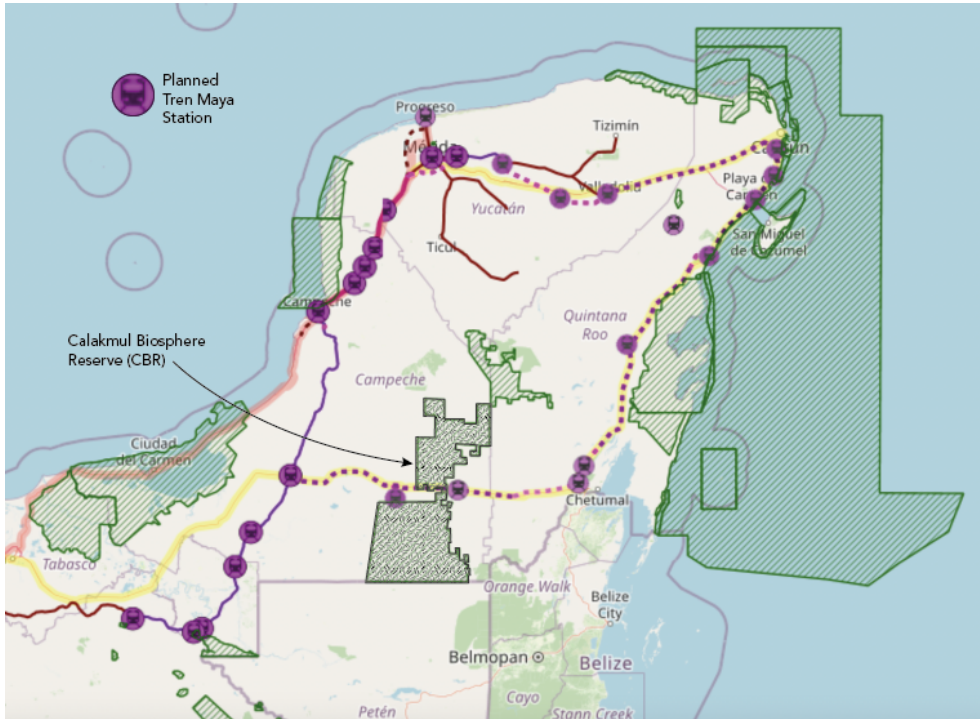 Planned
Tren Maya
Station
Progreso
Mérida
Tizimín
Cancún
Valladolid
Playa del
Carmen
Yucatán
San Miguel
de Cozumel
Ticul
Campeche
Quintana
Roo
Calakmul Biosphere
Reserve (CBR)
Campeche
Ciudad
del Carmen
Chetumal
Tabasco
Orange Walk
Belize
City
Belmopan
Belize
Cayo
Petén
Stann Creek